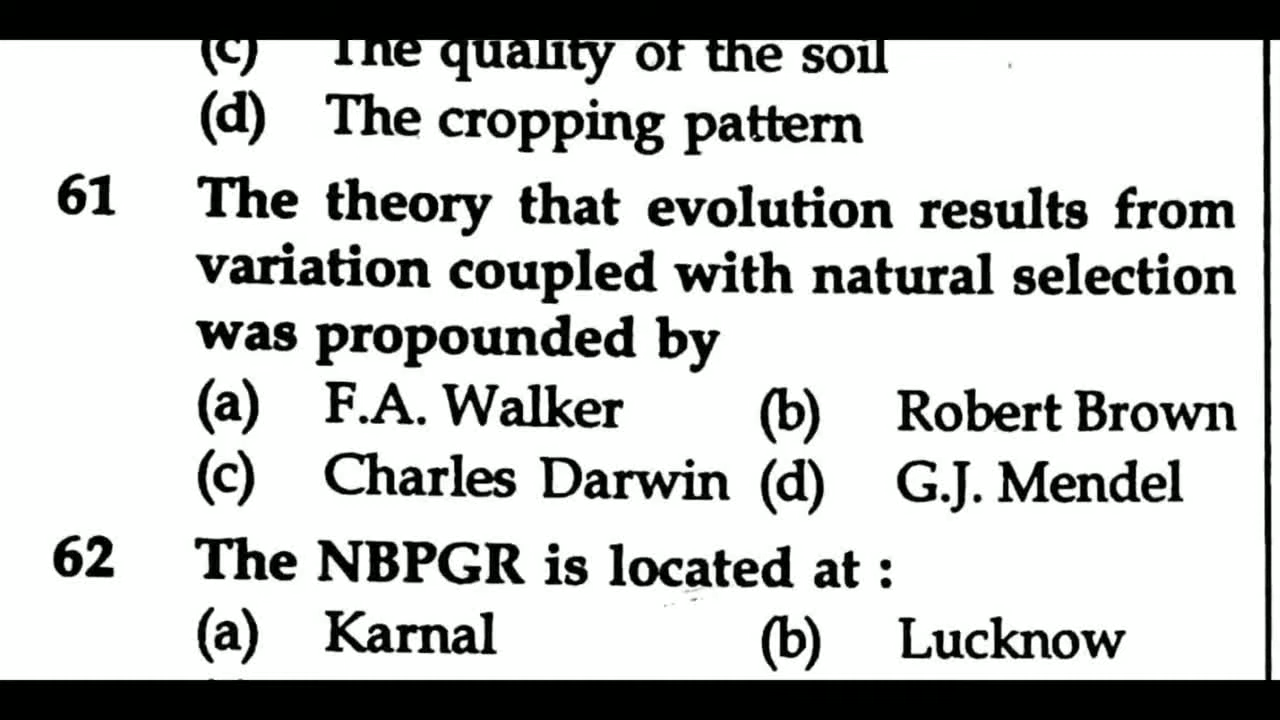 (c) The quality of the soil
(d) The cropping pattern
61 The theory that evolution results from
variation coupled with natural selection
was propounded by
(a) F.A. Walker (b) Robert Brown
(c) Charles Darwin (d) G.J. Mendel
62 The NBPGR is located at :
(a) Karnal (b) Lucknow